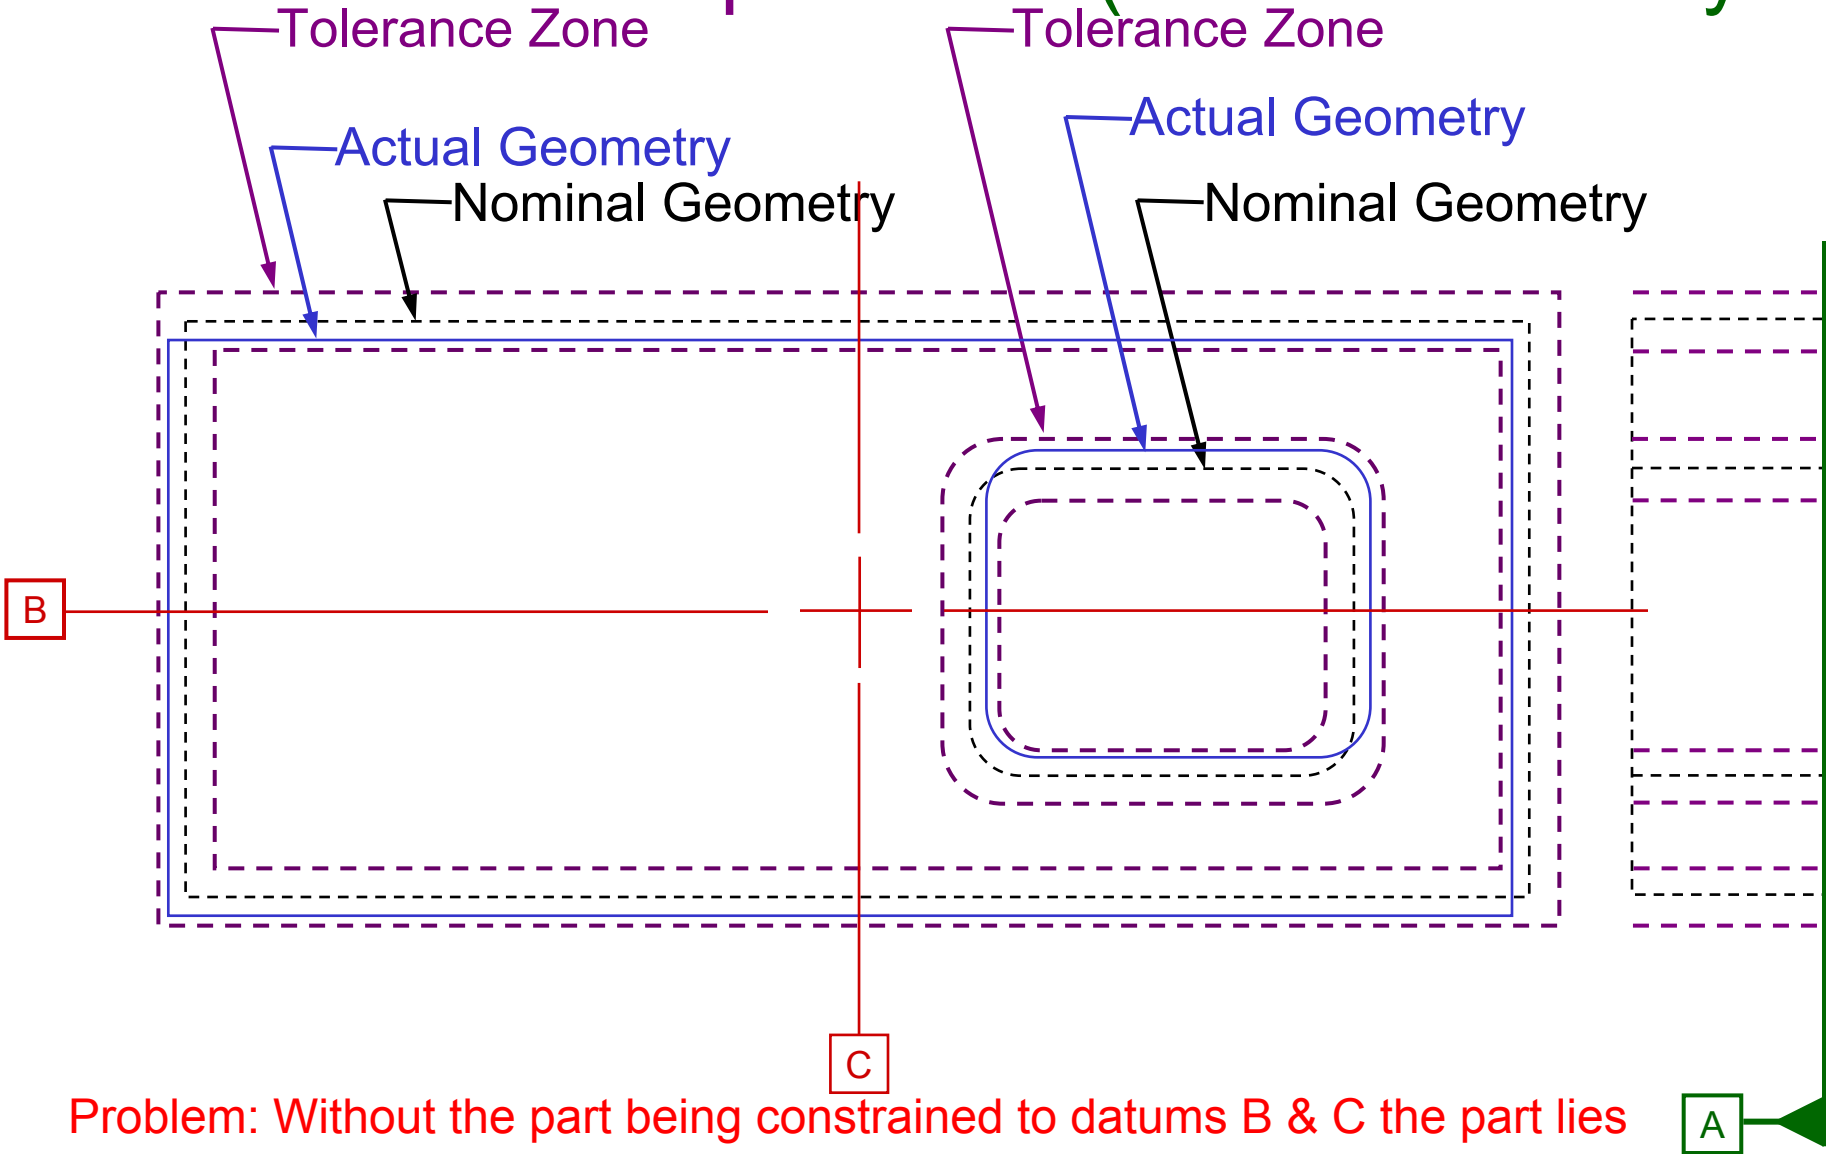 Tolerance Zone
Tolerance Zone
Actual Geometry
Actual Geometry
Nominal Geometry
Nominal Geometry
B
C
Problem: Without the part being constrained to datums B & C the part lies
A